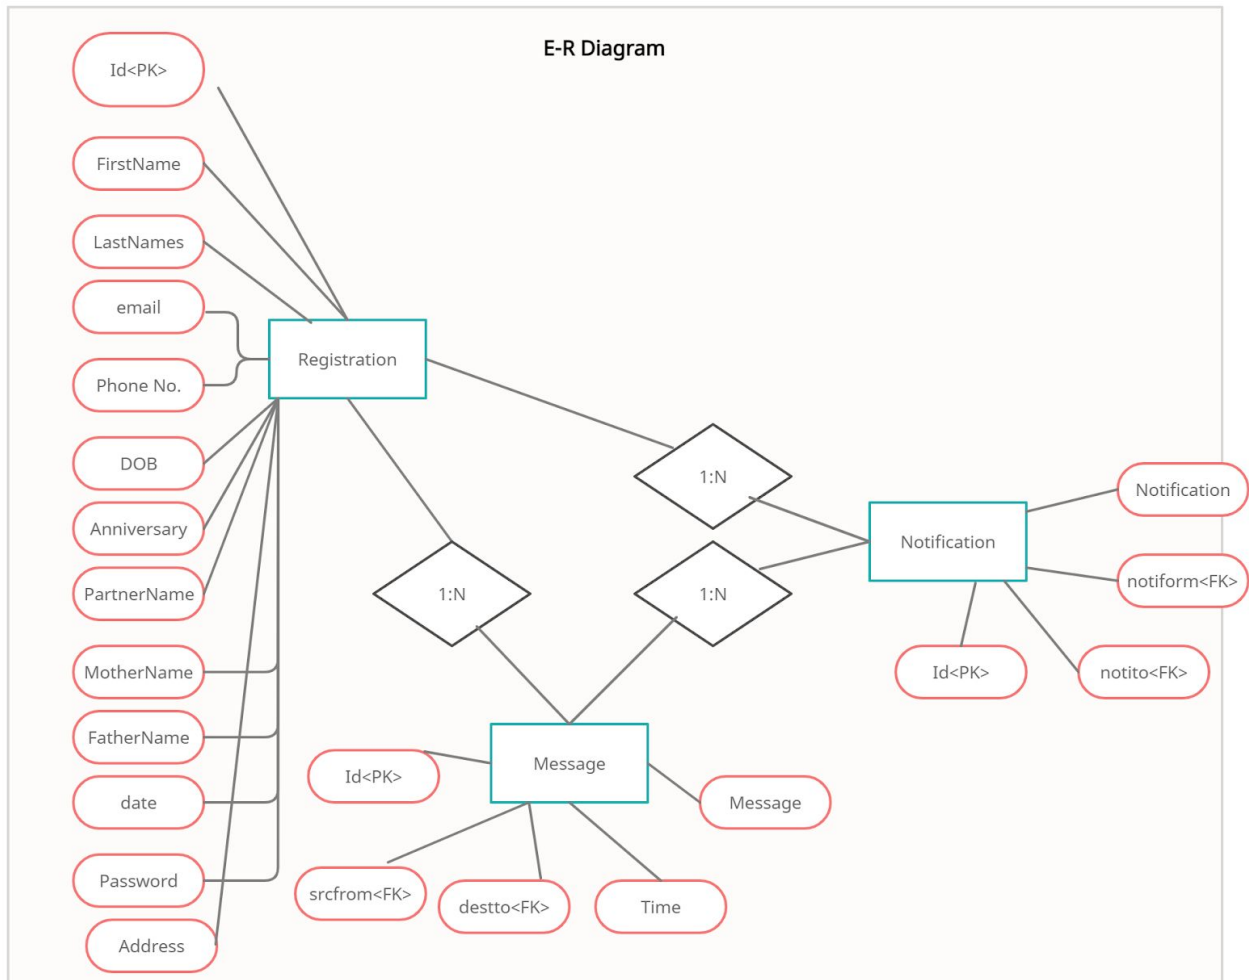 E-R Diagram
Id<PK>
FirstName
LastNames
email
Phone No.
DOB
Anniversary
PartnerName
MotherName
FatherName
date
Password
Address
Registration
1:N
1:N
1:N
Notification
Notification
notiform<FK>
notito<FK>
Id<PK>
Message
Id<PK>
srcfrom<FK>
destto<FK>
Time
Message